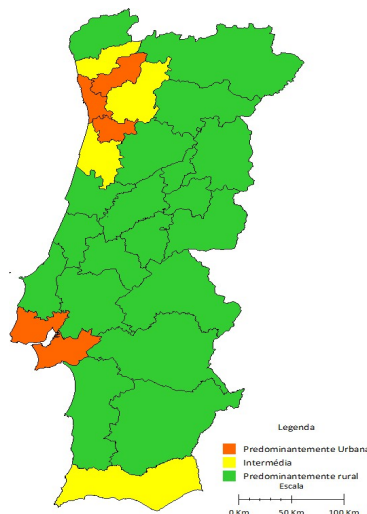 Legenda
Predominantemente Urbana
Intermédia
Predominantemente rural
Escala
0 Km 50 Km 100 Km